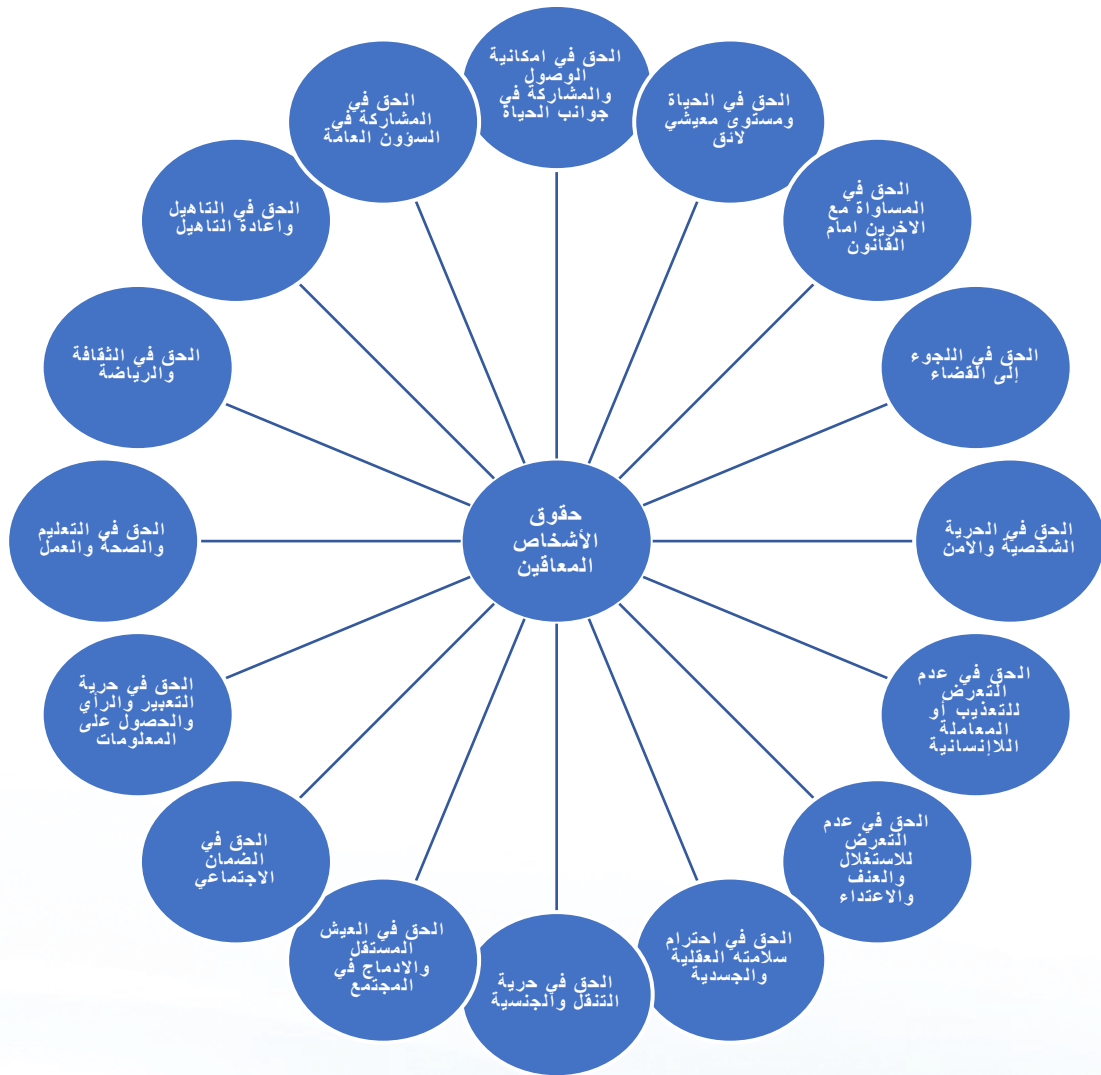 حقوق
الأشخاص
المعاقين
الحق في امكانية
الوصول
والمشاركة في
جوانب الحياة
الحق في الحياة
ومستوى معيشي
لائق
الحق في
المساواة مع
الاخرين امام
القانون
الحق في اللجوء
إلى القضاء
الحق في الحرية
الشخصية والامن
الحق في عدم
التعرض
للتعذيب أو
المعاملة
اللاإنسانية
الحق في عدم
التعرض
للاستغلال
والعنف
والاعتداء
الحق في احترام
سلامته العقلية
والجسدية
الحق في حرية
التنقل والجنسية
الحق في العيش
المستقل
والادماج في
المجتمع
الحق في
الضمان
الاجتماعي
الحق في حرية
التعبير والرأي
والحصول على
المعلومات
الحق في التعليم
والصحة والعمل
الحق في الثقافة
والرياضة
الحق في التاهيل
واعادة التاهيل
الحق في
المشاركة في
السؤون العامة